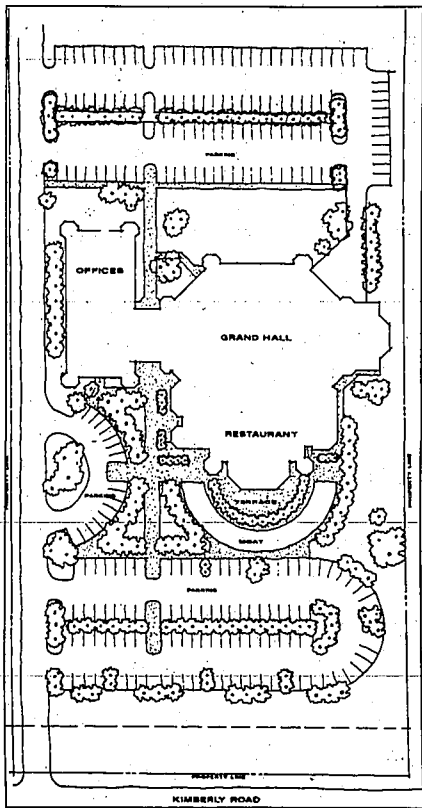 PARKING
OFFICES
GRAND HALL
RESTAURANT
PROPERTY LINE
PROPERTY LINE
PARKING
TERRACE
MOAT
PARKING
PROPERTY LINE
KIMBERLY ROAD